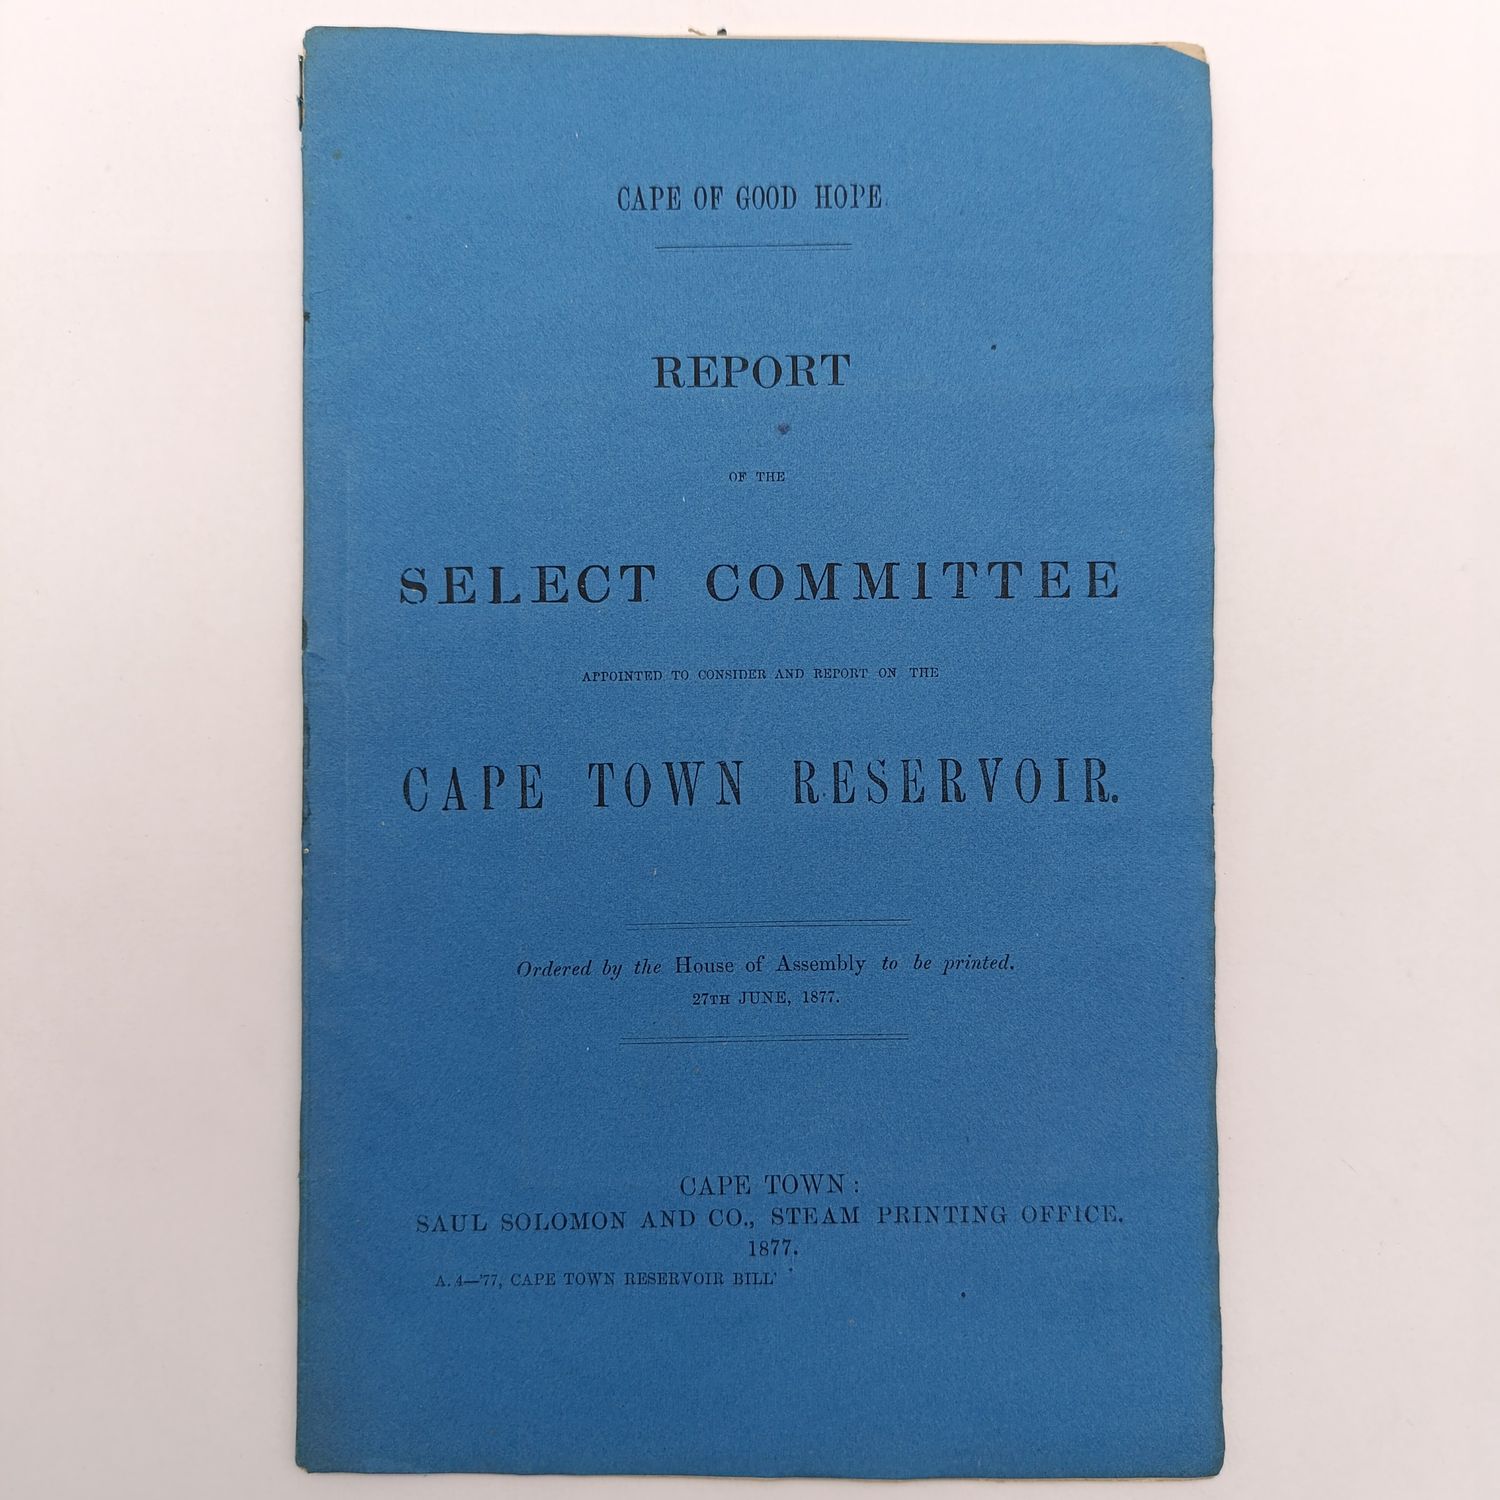 CAPE OF GOOD HOPE.
REPORT
OF THE
SELECT COMMITTEE
APPOINTED TO CONSIDER AND REPORT ON THE
CAPE TOWN RESERVOIR.
Ordered by the House of Assembly to be printed.
27TH JUNE, 1877.
CAPE TOWN:
SAUL SOLOMON AND CO., STEAM PRINTING OFFICE.
1877.
A. 4—'77, CAPE TOWN RESERVOIR BILL'